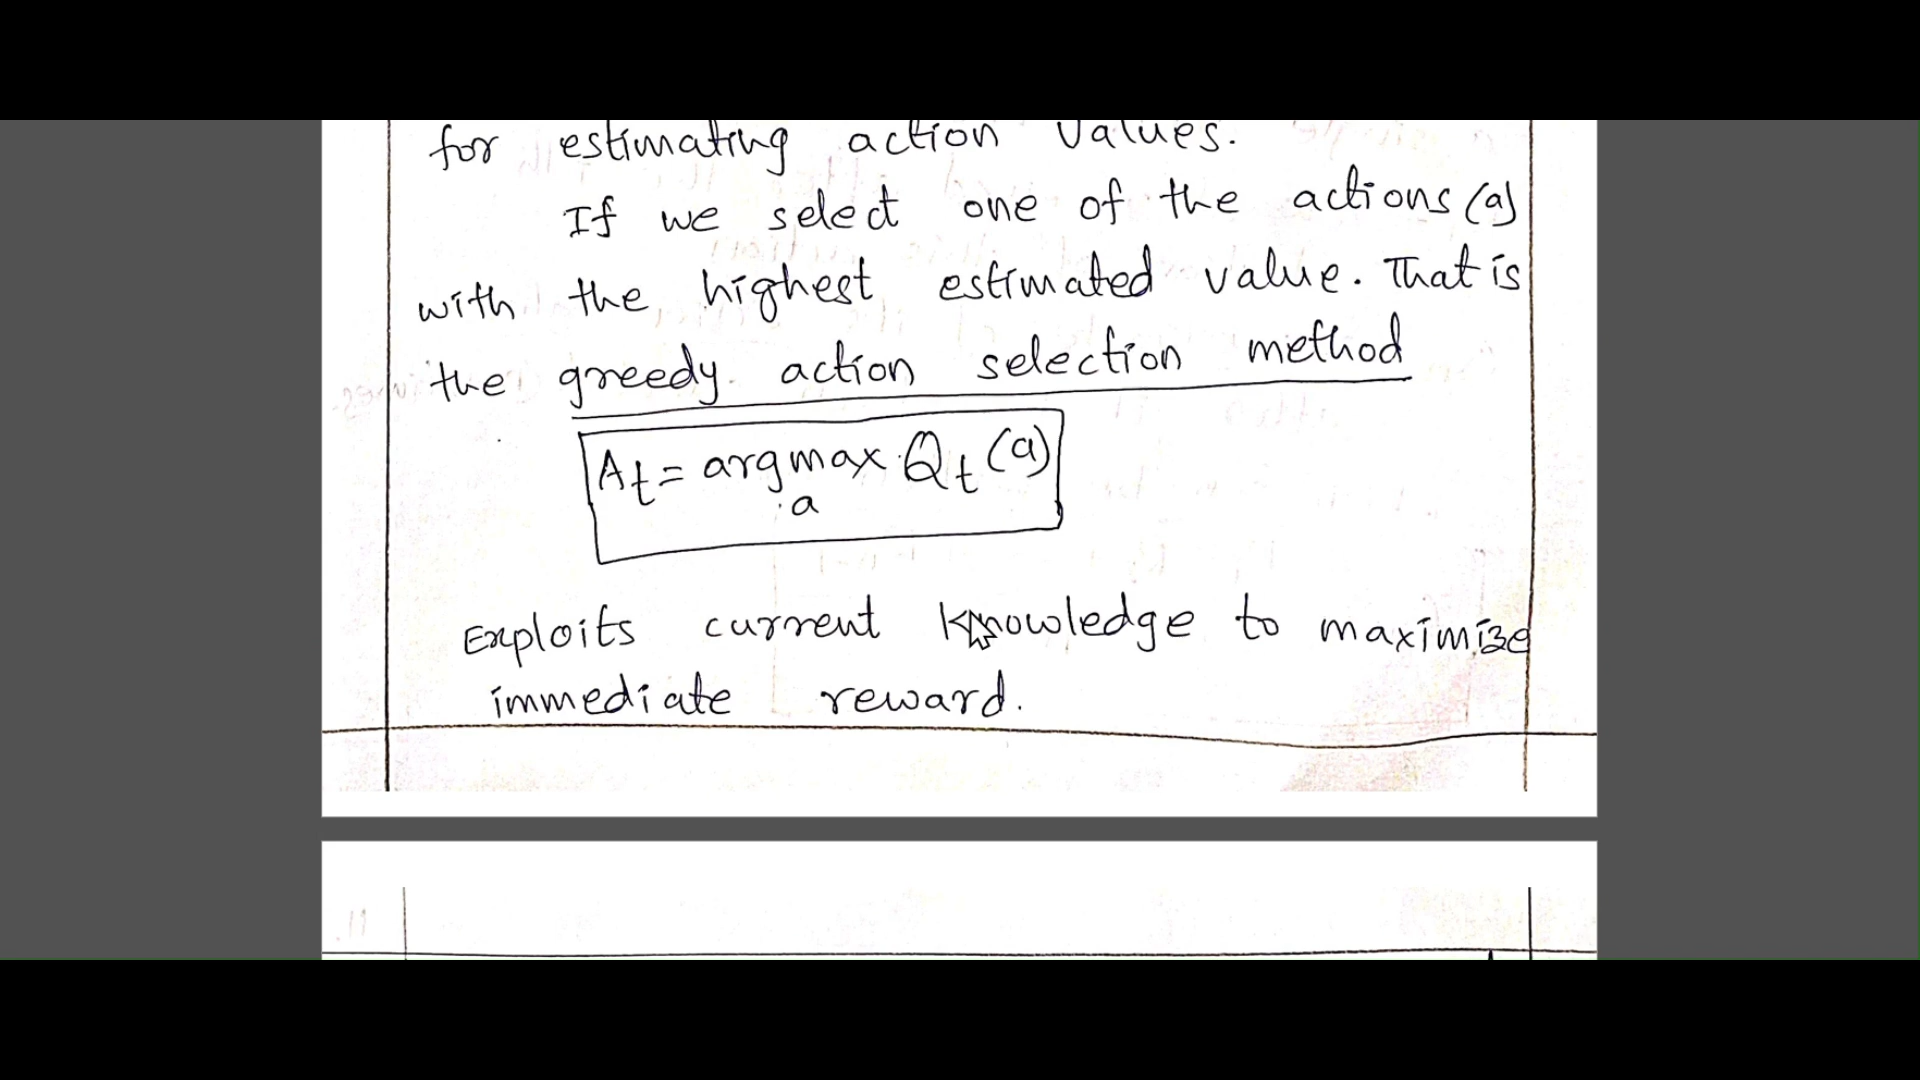 for estimating action values.
If we select one of the actions (a)
with the highest estimated value. That is
the greedy action selection method
At = argmax Qt (a)
a
Exploits current knowledge to maximize
immediate reward.